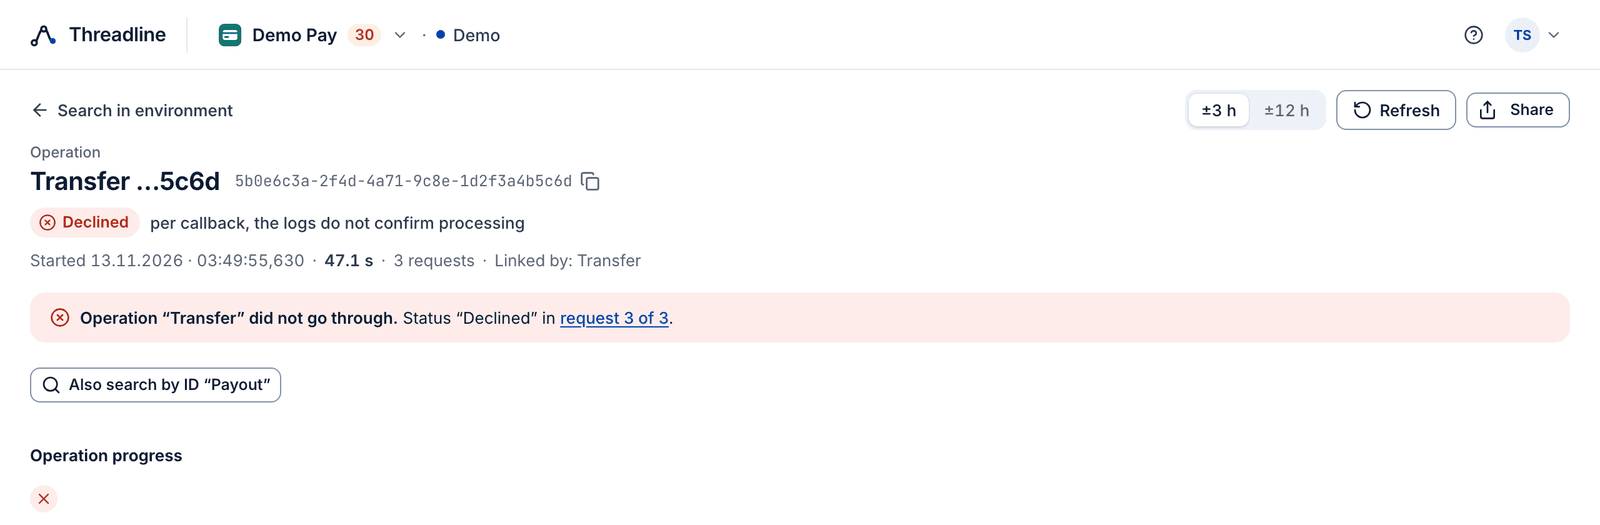 Threadline
Demo Pay 30 · Demo
TS
Search in environment
±3 h ±12 h Refresh Share
Operation
Transfer ...5c6d 5b0e6c3a-2f4d-4a71-9c8e-1d2f3a4b5c6d
Declined per callback, the logs do not confirm processing
Started 13.11.2026 · 03:49:55,630 · 47.1 s · 3 requests · Linked by: Transfer
Operation “Transfer” did not go through. Status “Declined” in request 3 of 3.
Also search by ID “Payout”
Operation progress